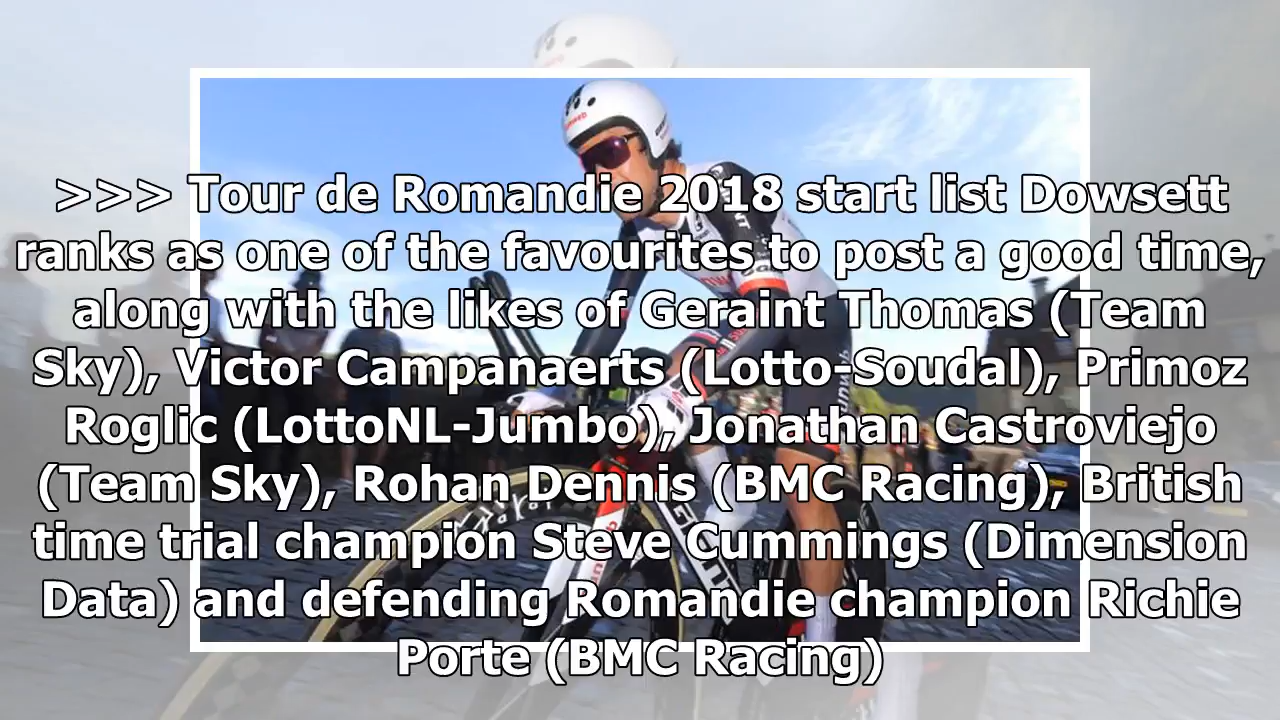 >>> Tour de Romandie 2018 start list Dowsett
ranks as one of the favourites to post a good time,
along with the likes of Geraint Thomas (Team
Sky), Victor Campanaerts (Lotto-Soudal), Primoz
Roglic (LottoNL-Jumbo), Jonathan Castroviejo
(Team Sky), Rohan Dennis (BMC Racing), British
time trial champion Steve Cummings (Dimension
Data) and defending Romandie champion Richie
Porte (BMC Racing)